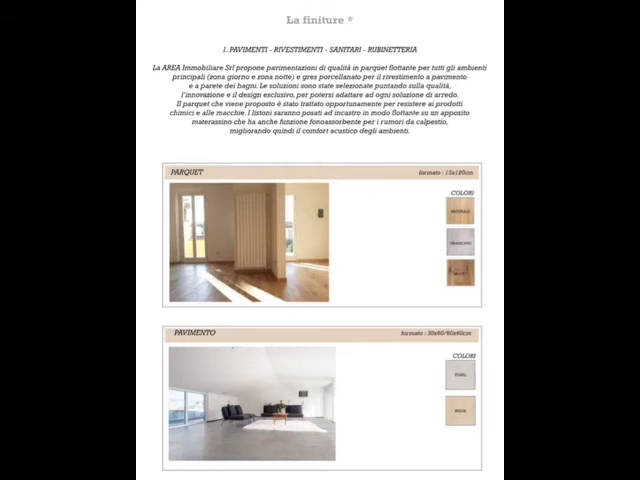 La finiture *
1. PAVIMENTI - RIVESTIMENTI - SANITARI - RUBINETTERIA
La AREA Immobiliare Srl propone pavimentazioni di qualità in parquet flottante per tutti gli ambienti
principali (zona giorno e zona notte) e gres porcellanato per il rivestimento a pavimento
e a parete dei bagni. Le soluzioni sono state selezionate puntando sulla qualità,
l'innovazione e il design esclusivo, per potersi adattare ad ogni soluzione di arredo.
Il parquet che viene proposto è stato trattato opportunamente per resistere ai prodotti
chimici e alle macchie. I listoni saranno posati ad incastro in modo flottante su un apposito
materassino che ha anche funzione fonoassorbente per i rumori da calpestio,
migliorando quindi il comfort acustico degli ambienti.
PARQUET formato : 15x120cm
COLORI
NATURALE
SBIANCATO
PAVIMENTO formato : 30x60/60x60cm
COLORI